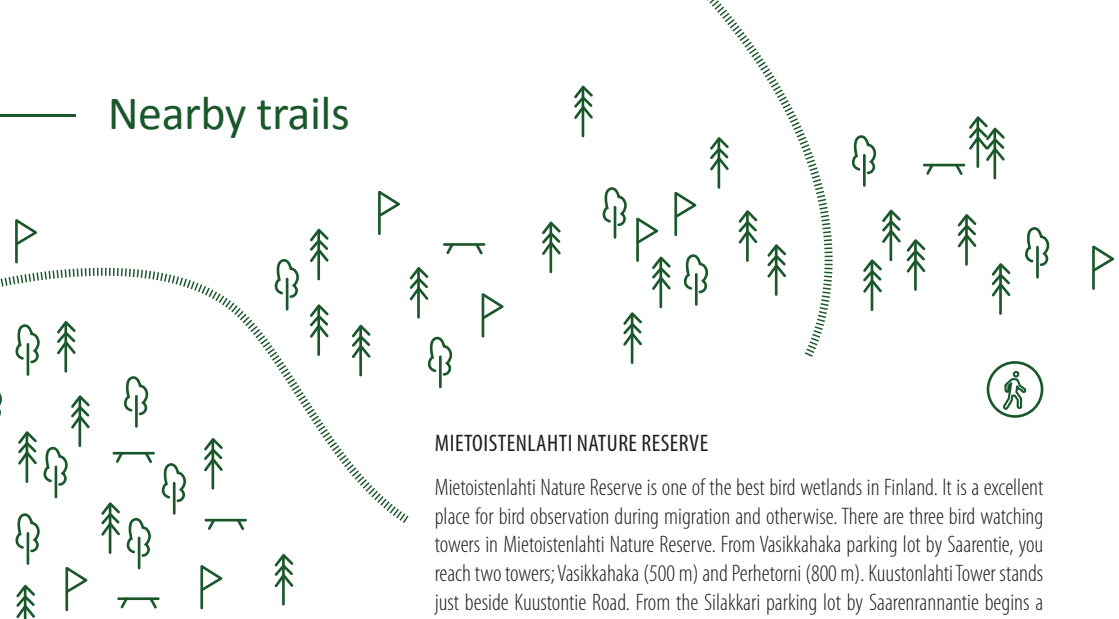 Nearby trails
MIETOISTENLAHTI NATURE RESERVE
Mietoistenlahti Nature Reserve is one of the best bird wetlands in Finland. It is a excellent
place for bird observation during migration and otherwise. There are three bird watching
towers in Mietoistenlahti Nature Reserve. From Vasikkahaka parking lot by Saarentie, you
reach two towers; Vasikkahaka (500 m) and Perhetorni (800 m). Kuustonlahti Tower stands
just beside Kuustontie Road. From the Silakkari parking lot by Saarenrannantie begins a